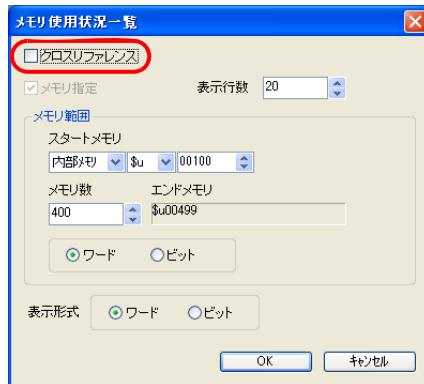 メモリ使用状況一覧
クロスリファレンス
メモリ指定 表示行数 20
メモリ範囲
スタートメモリ
内部メモリ $u 00100
メモリ数 エンドメモリ
400 $u00499
ワード ビット
表示形式 ワード ビット
OK キャンセル